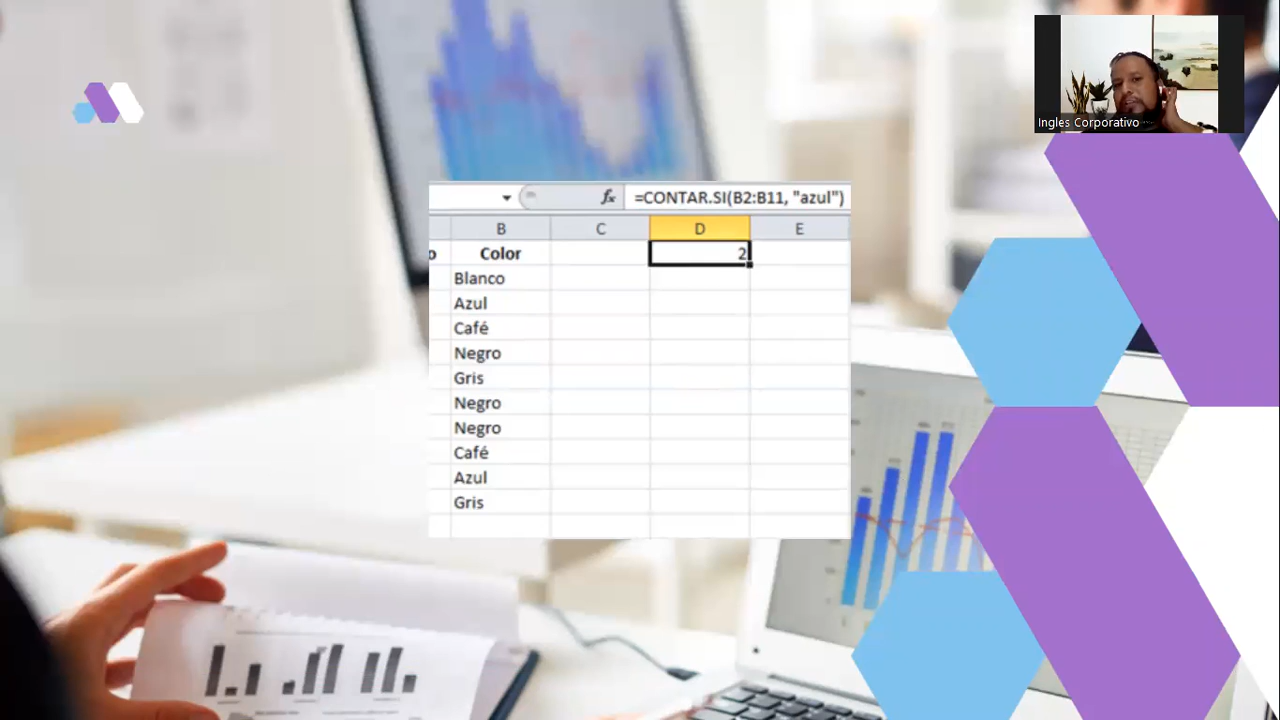 Ingles Corporativo
fx =CONTAR.SI(B2:B11, "azul")
B C D E
o Color 2
Blanco
Azul
Café
Negro
Gris
Negro
Negro
Café
Azul
Gris